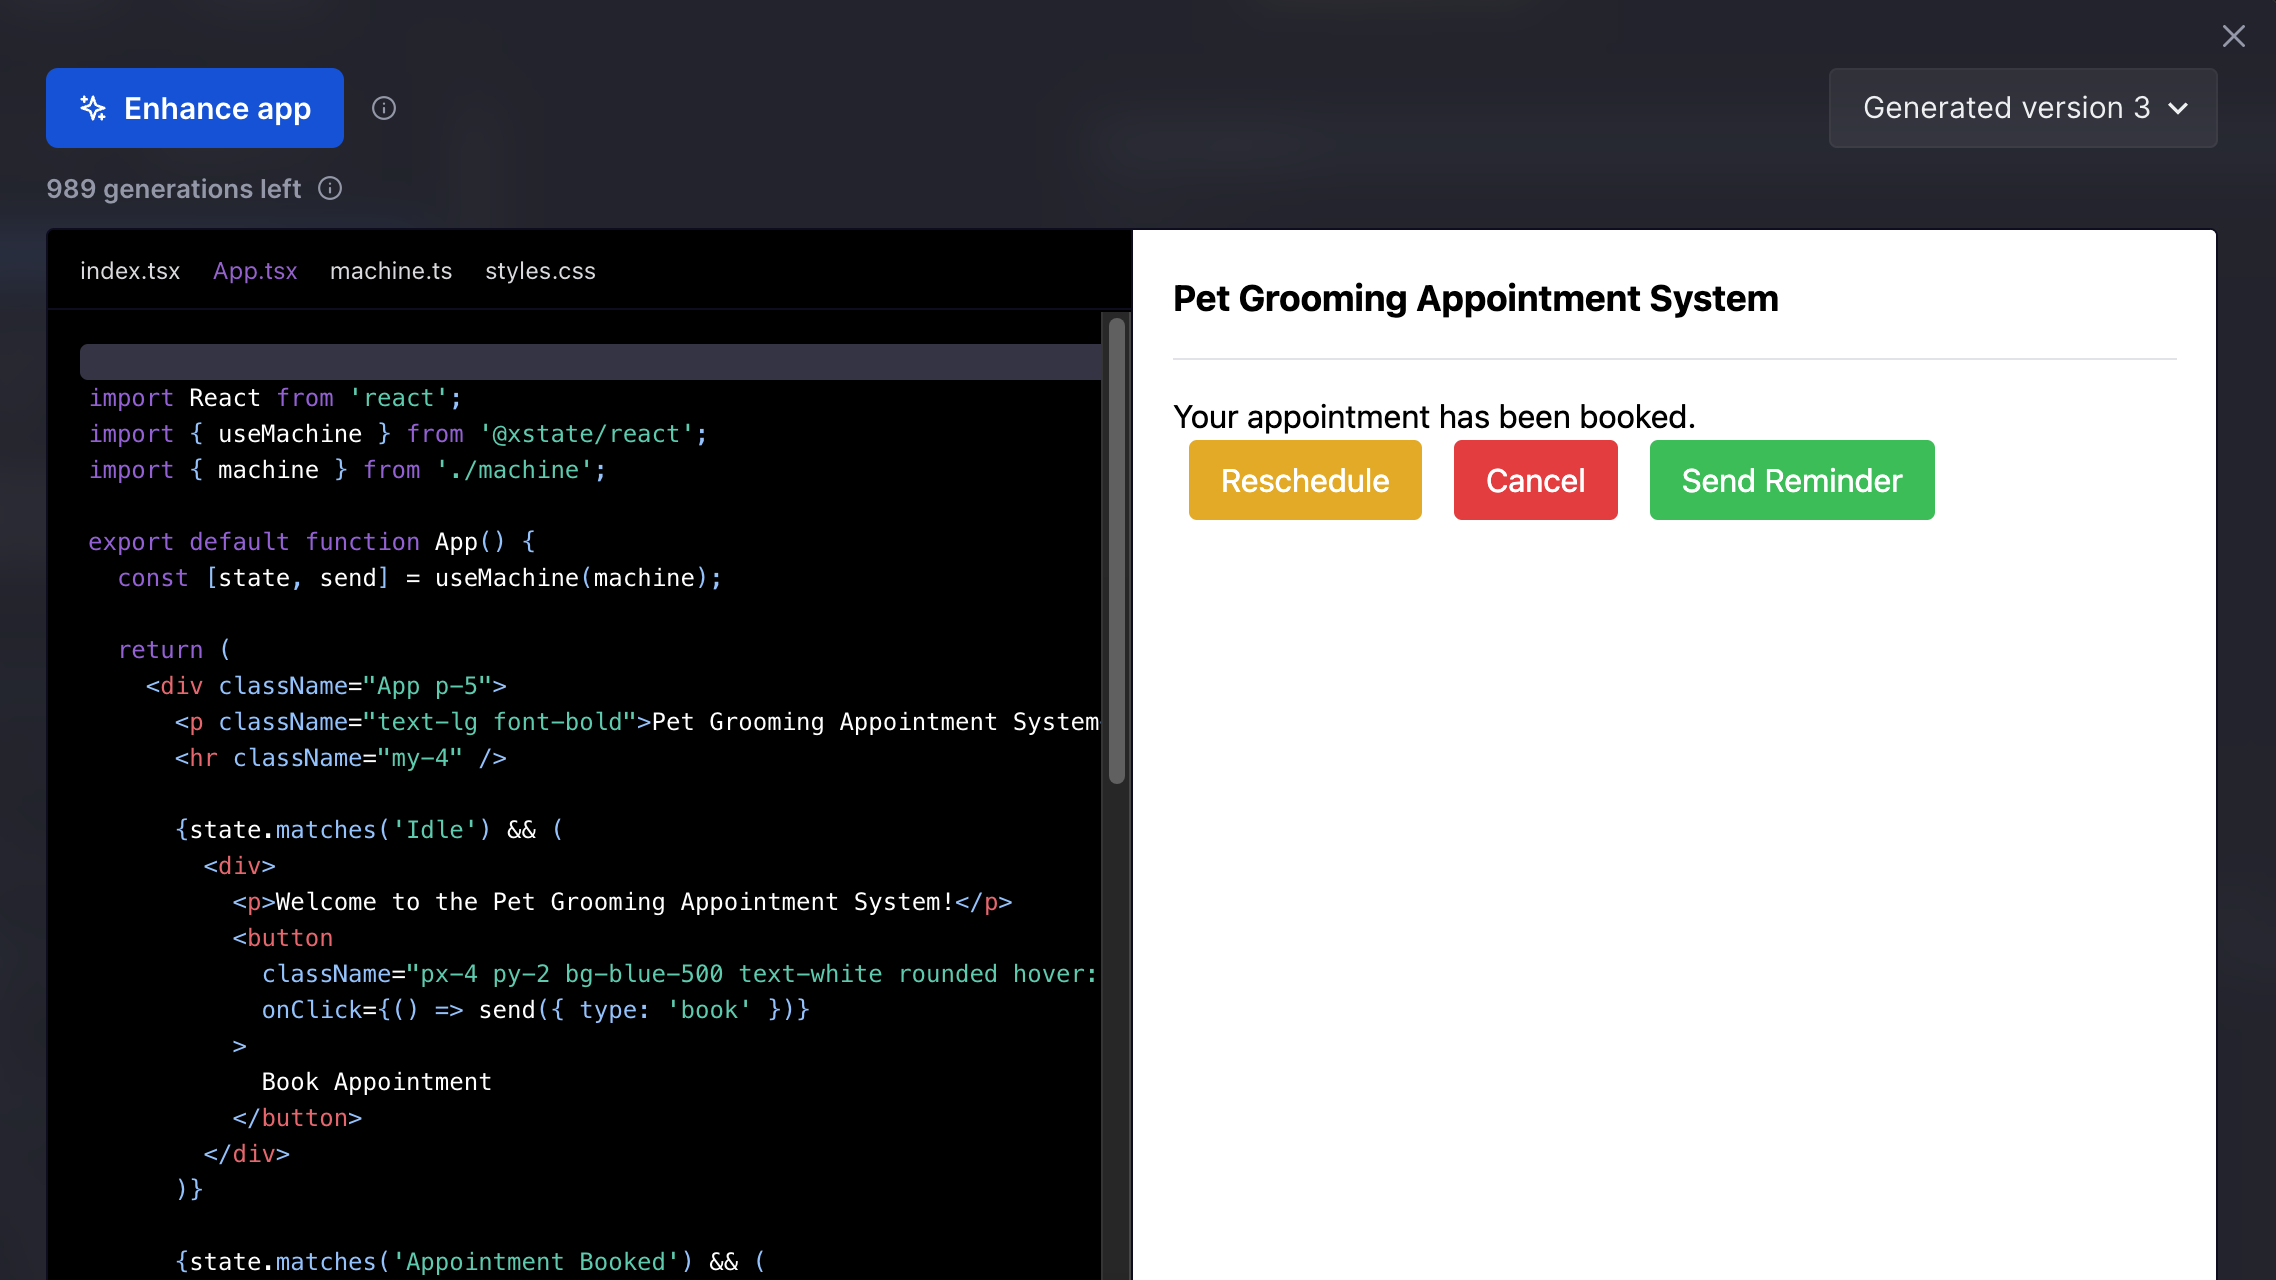 Enhance app
Generated version 3
989 generations left
index.tsx App.tsx machine.ts styles.css
import React from 'react';
import { useMachine } from '@xstate/react';
import { machine } from './machine';
export default function App() {
const [state, send] = useMachine(machine);
return (
<div className="App p-5">
<p className="text-lg font-bold">Pet Grooming Appointment System
<hr className="my-4" />
{state.matches('Idle') && (
<div>
<p>Welcome to the Pet Grooming Appointment System!</p>
<button
className="px-4 py-2 bg-blue-500 text-white rounded hover:
onClick={() => send({ type: 'book' })}
>
Book Appointment
</button>
</div>
)}
{state.matches('Appointment Booked') && (
Pet Grooming Appointment System
Your appointment has been booked.
Reschedule Cancel Send Reminder